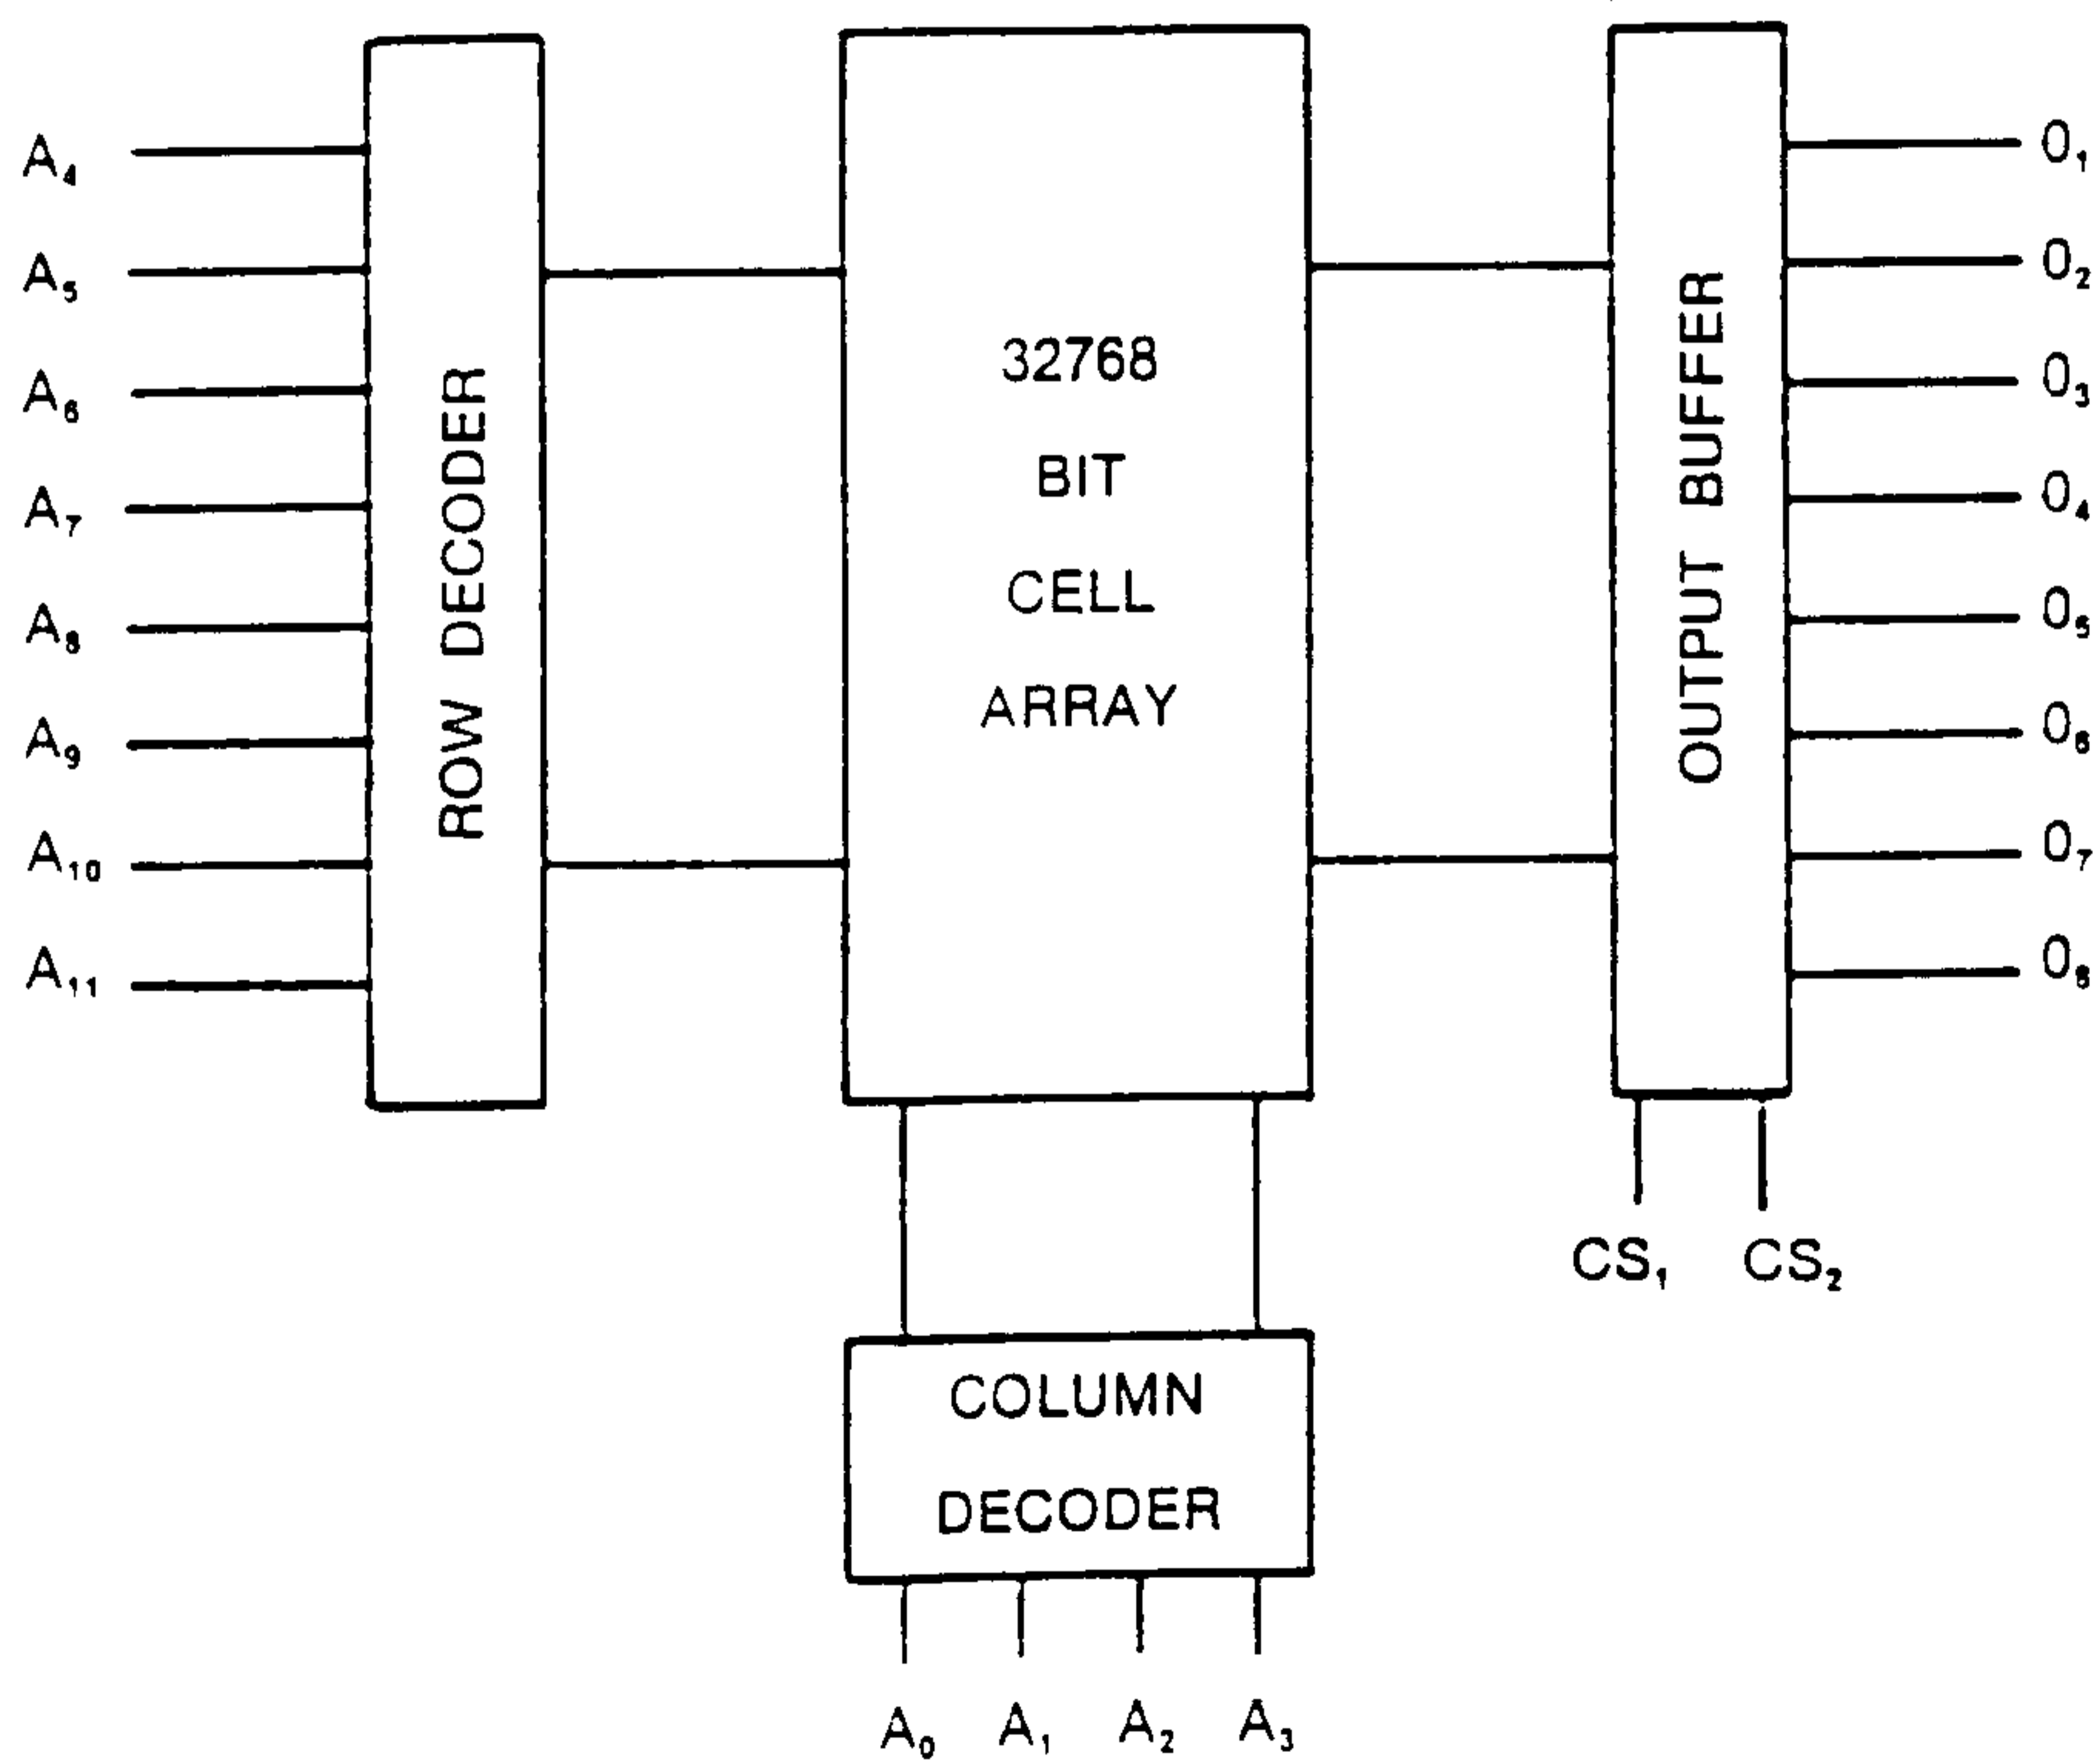 A₄
A₅
A₆
A₇
A₈
A₉
A₁₀
A₁₁
ROW DECODER
32768
BIT
CELL
ARRAY
OUTPUT BUFFER
O₁
O₂
O₃
O₄
O₅
O₆
O₇
O₈
CS₁ CS₂
COLUMN
DECODER
A₀ A₁ A₂ A₃